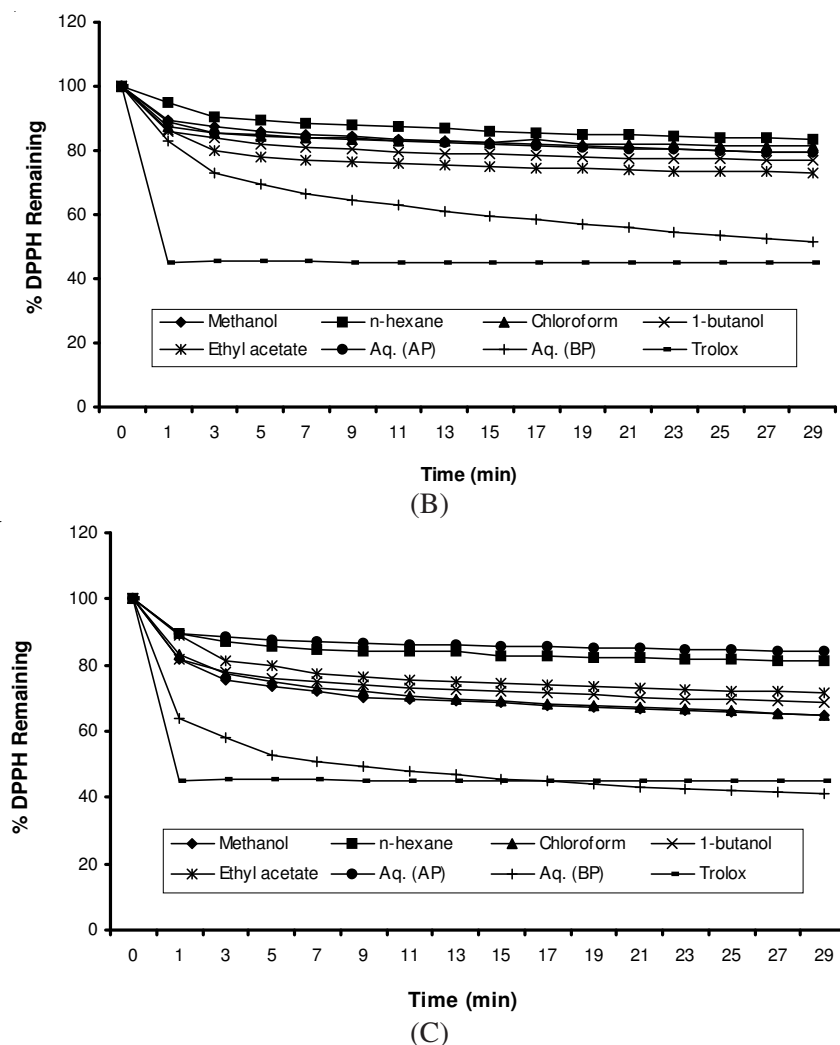 120
100
80
60
40
20
0
% DPPH Remaining
Methanol n-hexane Chloroform 1-butanol
Ethyl acetate Aq. (AP) Aq. (BP) Trolox
0 1 3 5 7 9 11 13 15 17 19 21 23 25 27 29
Time (min)
(B)
120
100
80
60
40
20
0
% DPPH Remaining
Methanol n-hexane Chloroform 1-butanol
Ethyl acetate Aq. (AP) Aq. (BP) Trolox
0 1 3 5 7 9 11 13 15 17 19 21 23 25 27 29
Time (min)
(C)